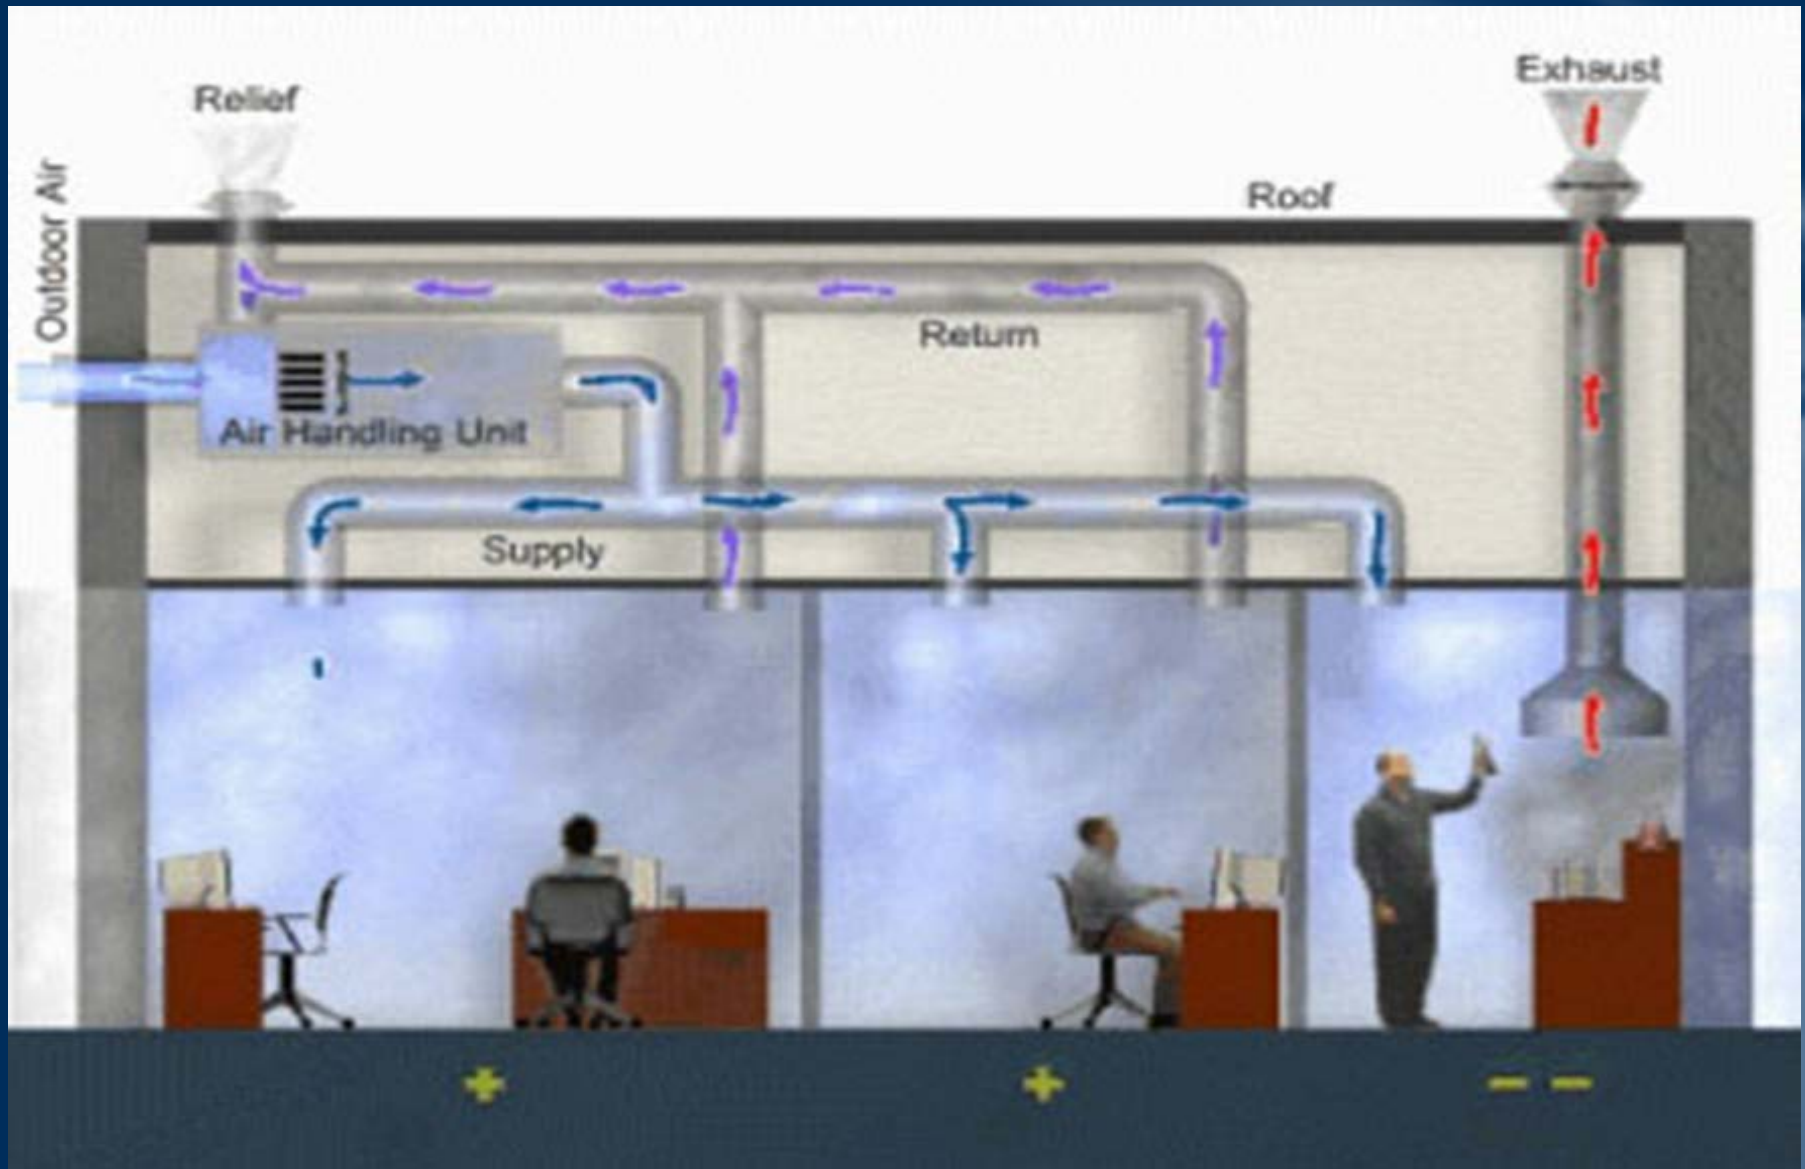 Exhaust
Relief
Outdoor Air
Roof
Return
Air Handling Unit
Supply
+
+
– –